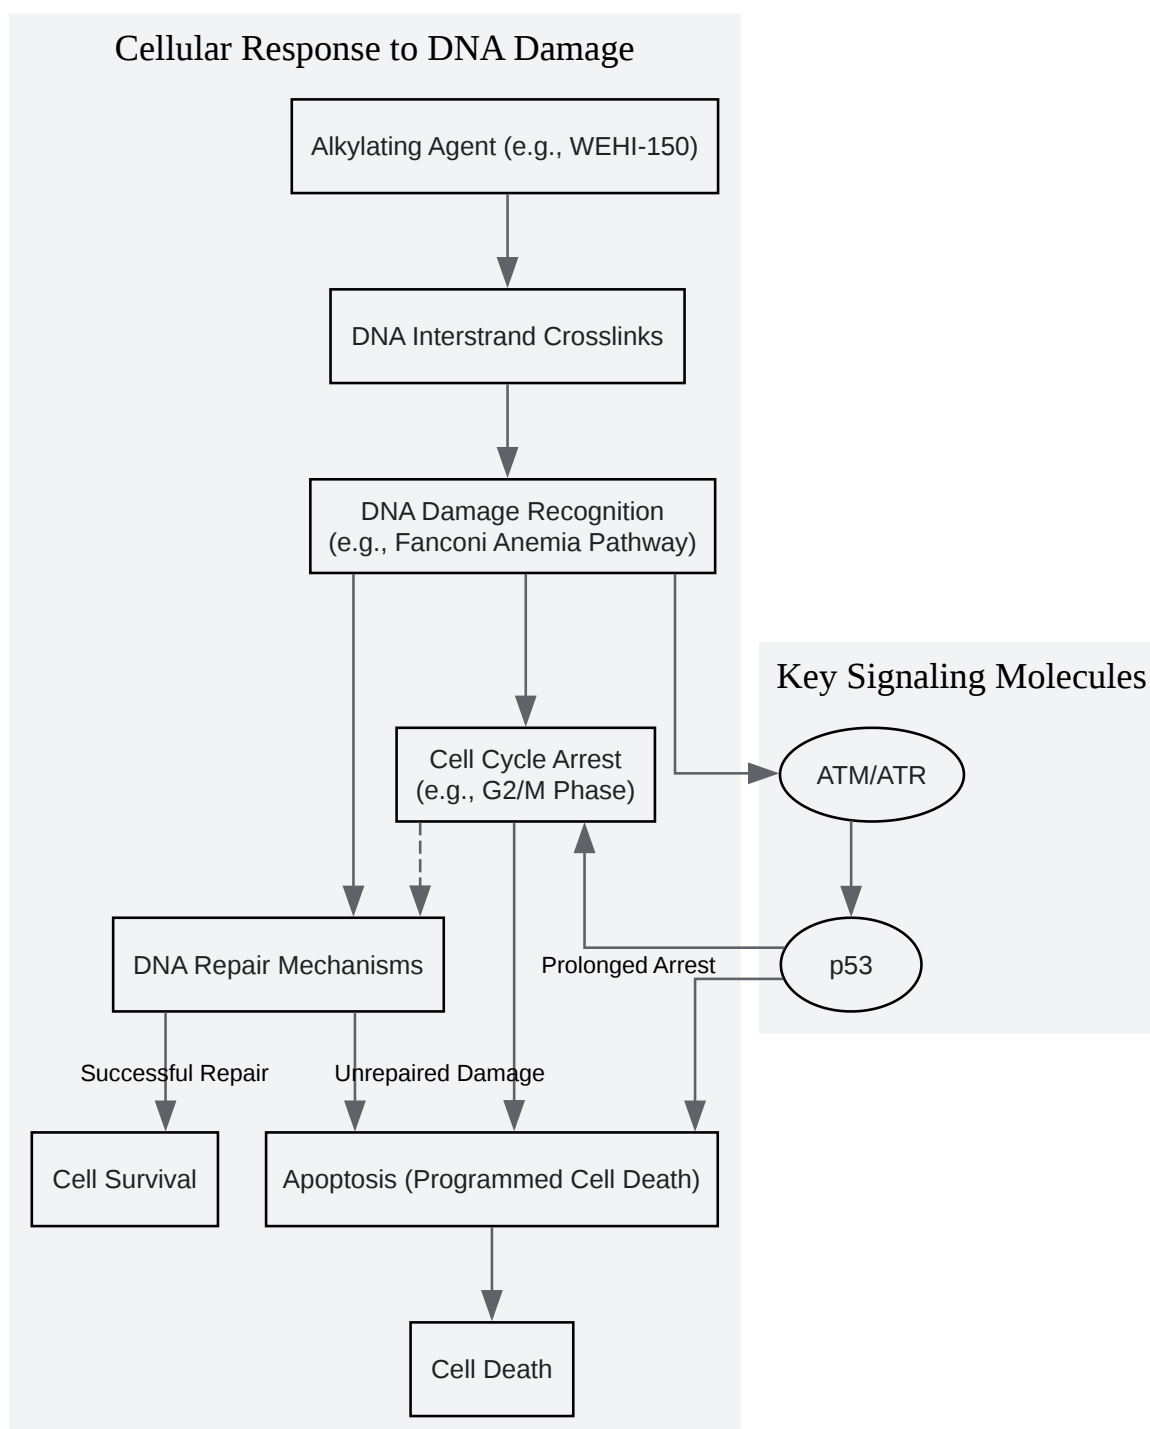 Cellular Response to DNA Damage
Alkylating Agent (e.g., WEHI-150)
DNA Interstrand Crosslinks
DNA Damage Recognition
(e.g., Fanconi Anemia Pathway)
Key Signaling Molecules
Cell Cycle Arrest
(e.g., G2/M Phase)
ATM/ATR
DNA Repair Mechanisms
Prolonged Arrest
p53
Successful Repair
Unrepaired Damage
Cell Survival
Apoptosis (Programmed Cell Death)
Cell Death